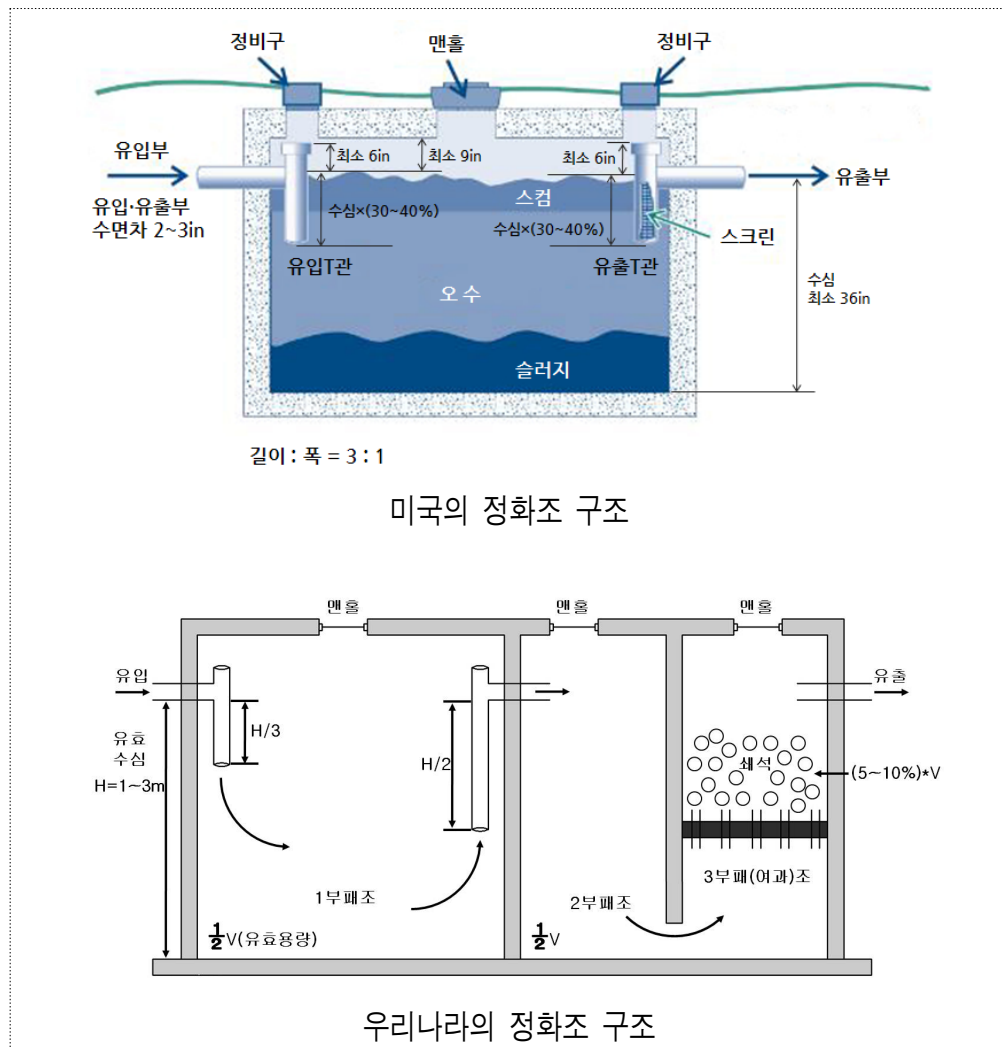 정비구
맨홀
정비구
유입부
최소 6in
최소 9in
최소 6in
유출부
유입·유출부
수면차 2~3in
스컴
수심×(30~40%)
수심×(30~40%)
스크린
유입T관
유출T관
오 수
수심
최소 36in
슬러지
길이 : 폭 = 3 : 1
미국의 정화조 구조
맨홀
맨홀
맨홀
유입
유출
H/3
유효
수심
H=1~3m
H/2
쇄석
(5~10%)*V
1부패조
2부패조
3부패(여과)조
1/2V(유효용량)
1/2V
우리나라의 정화조 구조